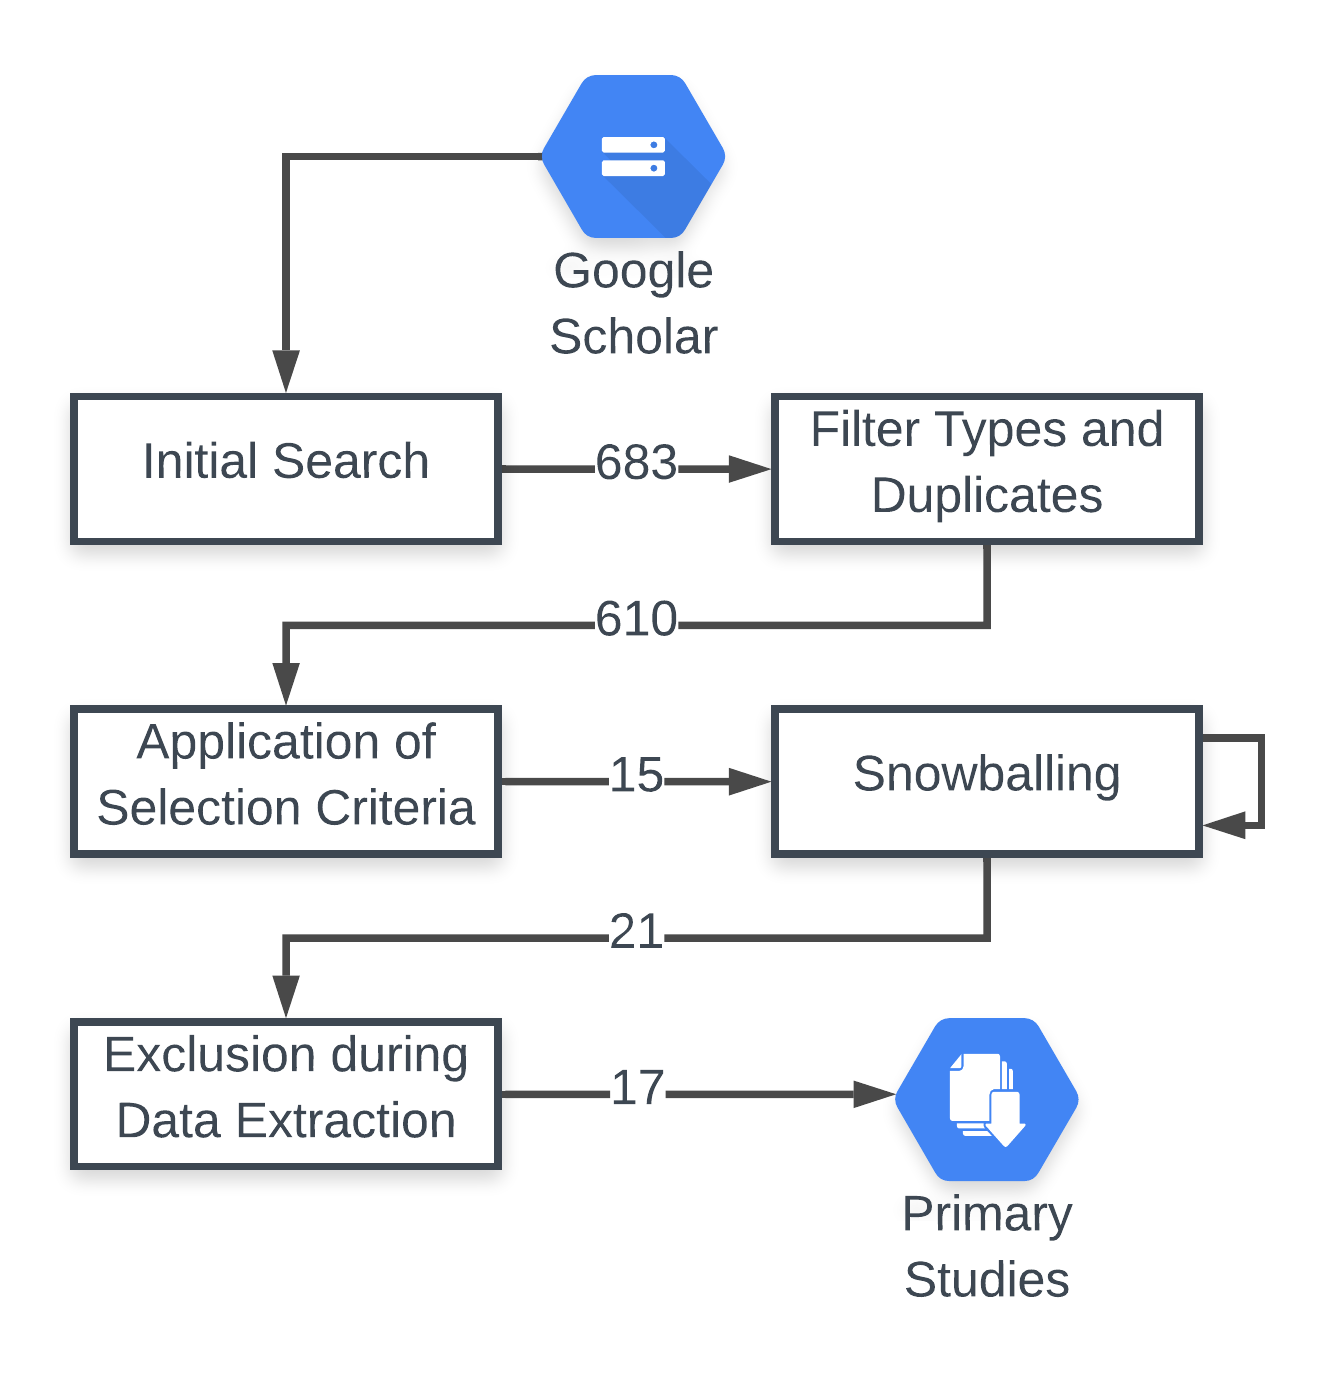 Google
Scholar
Initial Search
683
Filter Types and
Duplicates
610
Application of
Selection Criteria
15
Snowballing
21
Exclusion during
Data Extraction
17
Primary
Studies